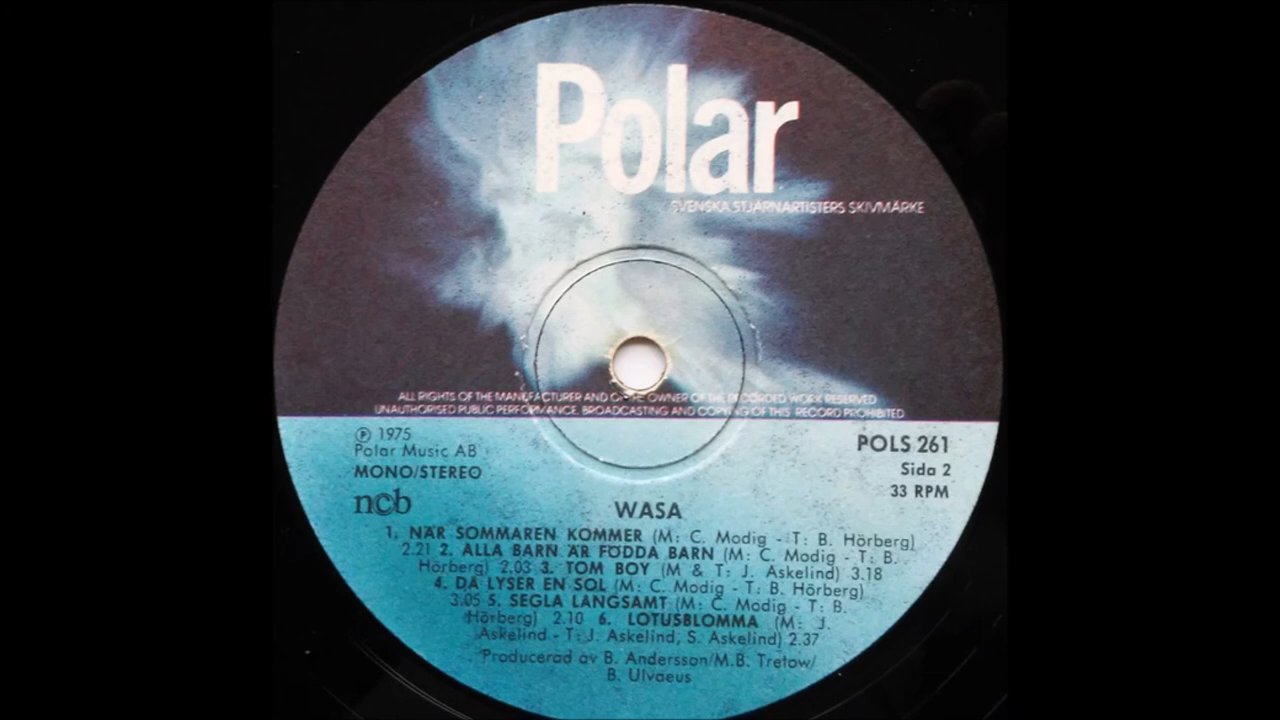 Polar
SVENSKA STJÄRNARTISTERS SKIVMÄRKE
ALL RIGHTS OF THE MANUFACTURER AND OF THE OWNER OF THE RECORDED WORK RESERVED
UNAUTHORISED PUBLIC PERFORMANCE, BROADCASTING AND COPYING OF THIS RECORD PROHIBITED
℗ 1975
Polar Music AB
MONO/STEREO
ncb
POLS 261
Sida 2
33 RPM
WASA
1. NÄR SOMMAREN KOMMER (M: C. Modig - T: B. Hörberg)
2.21 2. ALLA BARN ÄR FÖDDA BARN (M: C. Modig - T: B.
Hörberg) 2.03 3. TOM BOY (M & T: J. Askelind) 3.18
4. DÅ LYSER EN SOL (M: C. Modig - T: B. Hörberg)
3.05 5. SEGLA LÅNGSAMT (M: C. Modig - T: B.
Hörberg) 2.10 6. LOTUSBLOMMA (M: J.
Askelind - T: J. Askelind, S. Askelind) 2.37
Producerad av B. Andersson/M.B. Tretow/
B. Ulvaeus